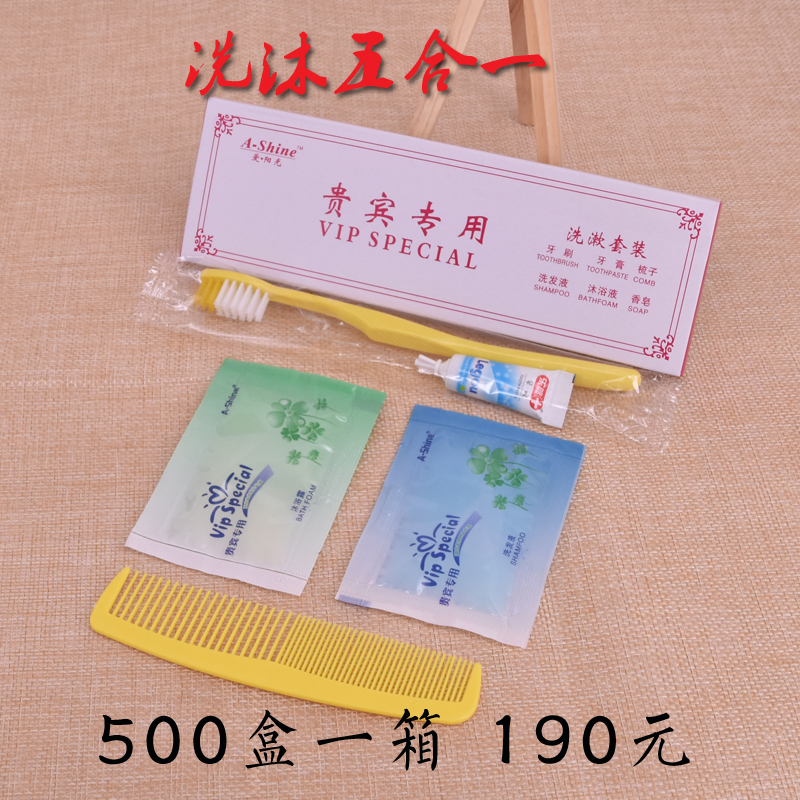 洗沐五合一
A-Shine™
爱·阳光
贵宾专用
VIP SPECIAL
洗漱套装
牙刷 牙膏 梳子
TOOTHBRUSH TOOTHPASTE COMB
洗发液 沐浴液 香皂
SHAMPOO BATHFOAM SOAP
A-Shine
Vip Special
贵宾专用
沐浴露
BATH FOAM
A-Shine
Vip Special
贵宾专用
洗发液
SHAMPOO
500盒一箱 190元